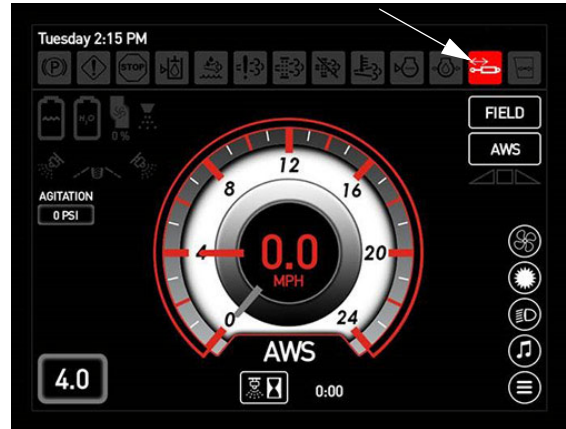 Tuesday 2:15 PM
(P)
STOP
H₂O
0 %
FIELD
AWS
AGITATION
0 PSI
12
8
16
4
20
0
24
0.0
MPH
AWS
4.0
0:00